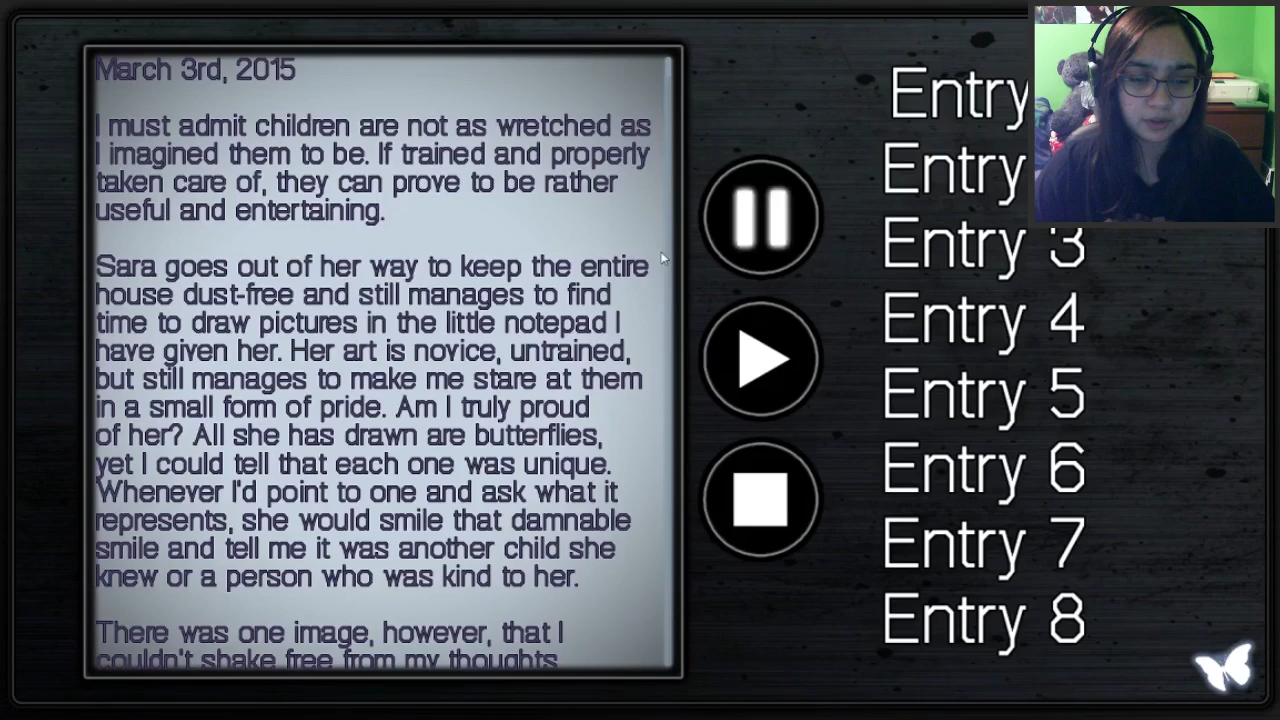 March 3rd, 2015
I must admit children are not as wretched as
I imagined them to be. If trained and properly
taken care of, they can prove to be rather
useful and entertaining.
Sara goes out of her way to keep the entire
house dust-free and still manages to find
time to draw pictures in the little notepad I
have given her. Her art is novice, untrained,
but still manages to make me stare at them
in a small form of pride. Am I truly proud
of her? All she has drawn are butterflies,
yet I could tell that each one was unique.
Whenever I'd point to one and ask what it
represents, she would smile that damnable
smile and tell me it was another child she
knew or a person who was kind to her.
There was one image, however, that I
couldn't shake free from my thoughts
Entry
Entry
Entry 3
Entry 4
Entry 5
Entry 6
Entry 7
Entry 8